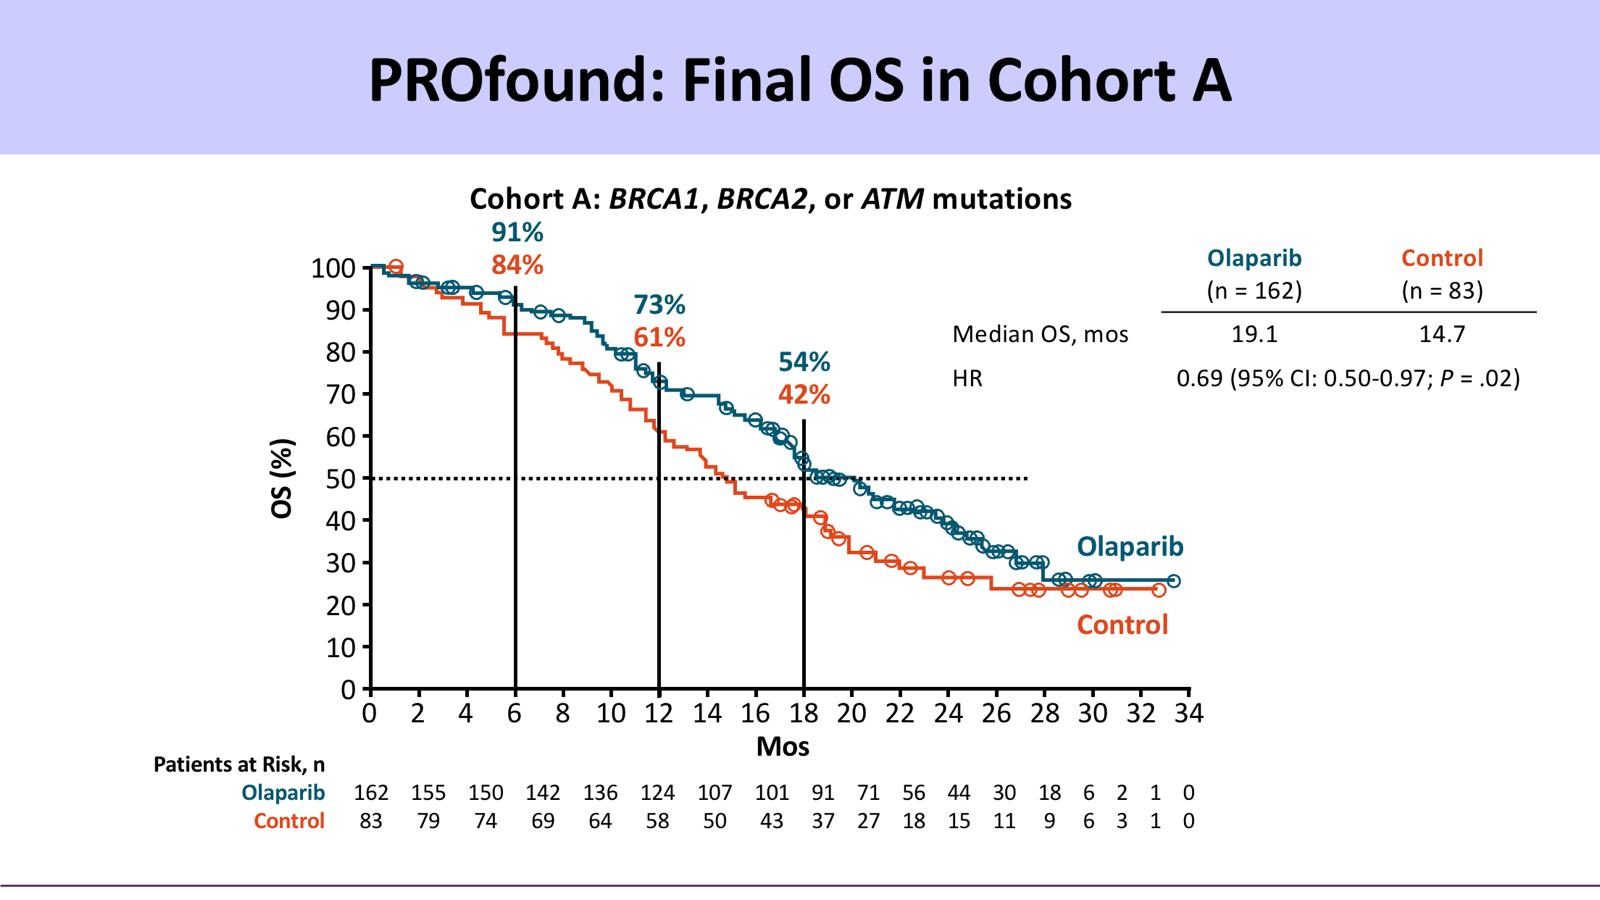 PROfound: Final OS in Cohort A
Cohort A: BRCA1, BRCA2, or ATM mutations
91%
84%
73%
61%
54%
42%
Olaparib Control
(n = 162) (n = 83)
Median OS, mos 19.1 14.7
HR 0.69 (95% CI: 0.50-0.97; P = .02)
OS (%)
100
90
80
70
60
50
40
30
20
10
0
Olaparib
Control
0 2 4 6 8 10 12 14 16 18 20 22 24 26 28 30 32 34
Mos
Patients at Risk, n
Olaparib 162 155 150 142 136 124 107 101 91 71 56 44 30 18 6 2 1 0
Control 83 79 74 69 64 58 50 43 37 27 18 15 11 9 6 3 1 0